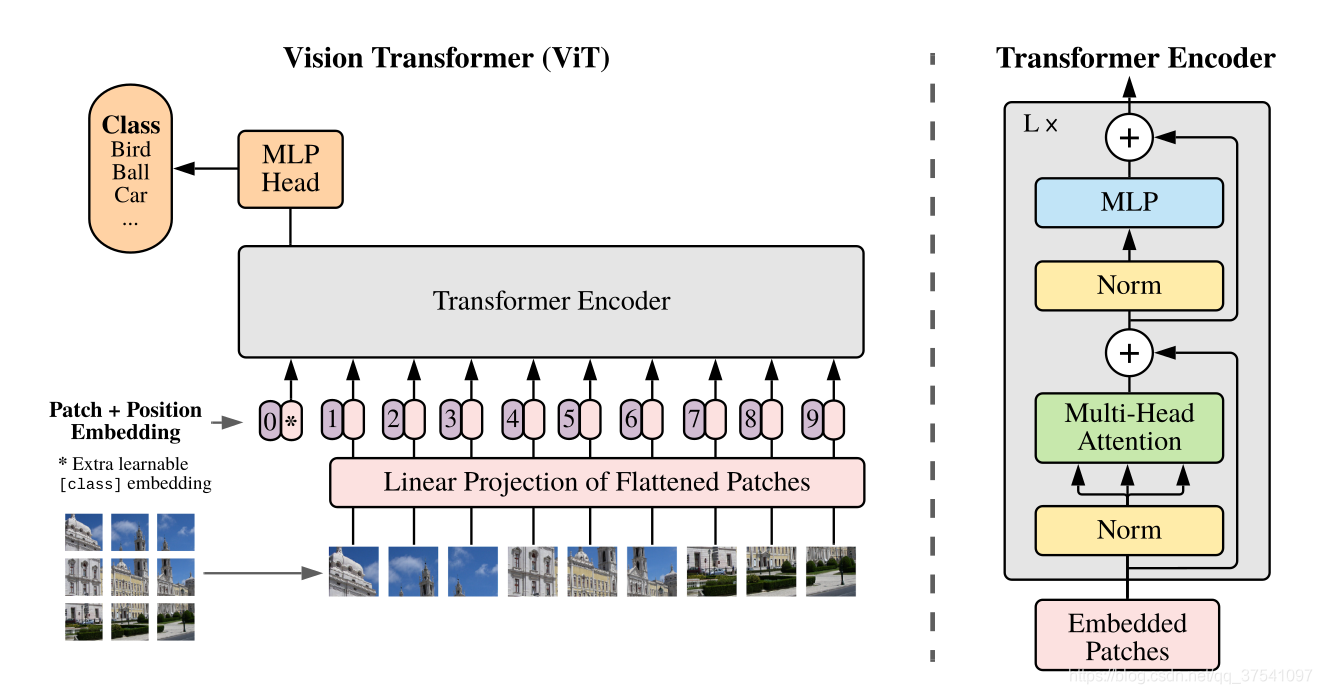 Vision Transformer (ViT)
Class
Bird
Ball
Car
...
MLP
Head
Transformer Encoder
0 * 1 2 3 4 5 6 7 8 9
Patch + Position
Embedding
* Extra learnable
[class] embedding
Linear Projection of Flattened Patches
Transformer Encoder
L ×
+
MLP
Norm
+
Multi-Head
Attention
Norm
Embedded
Patches
https://blog.csdn.net/qq_37541097